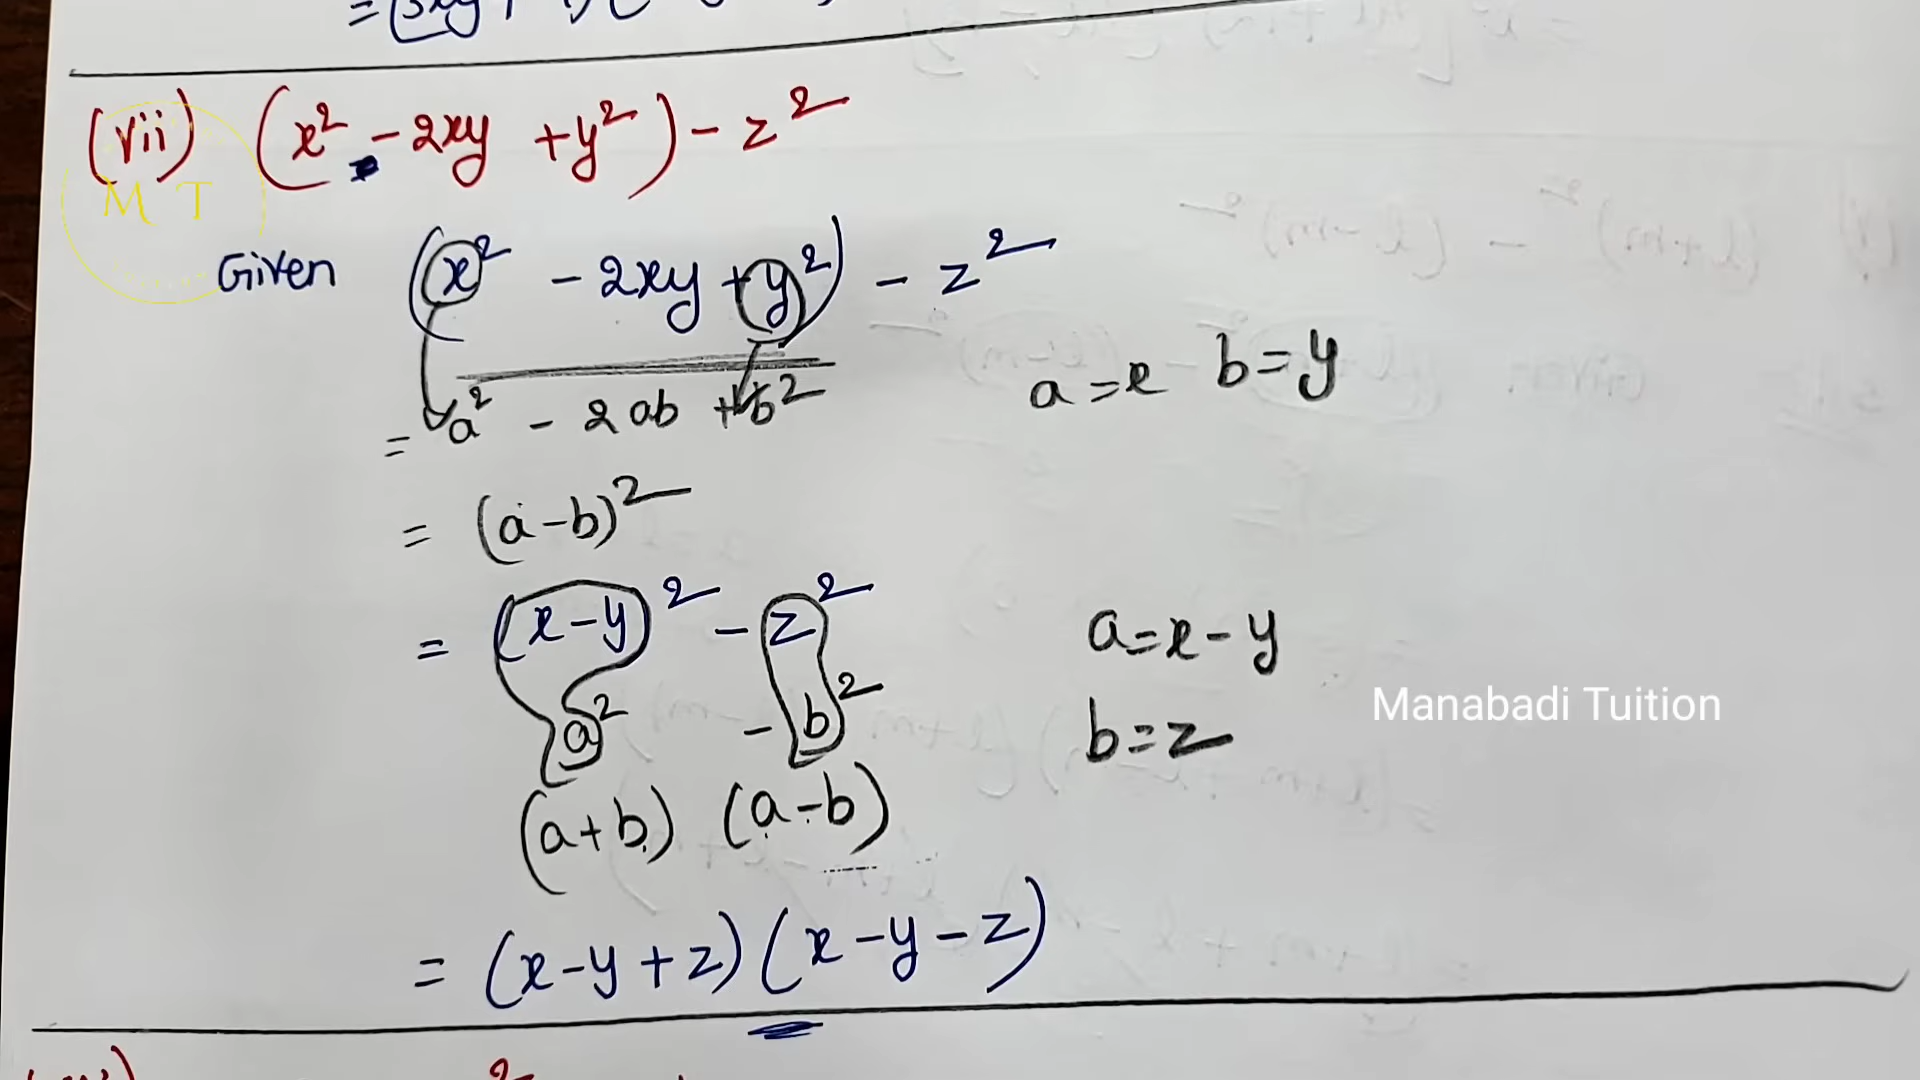 (vii) (x² - 2xy + y²) - z²
M T
Given (x² - 2xy + y²) - z²
= a² - 2ab + b² a = x b = y
= (a-b)²
= (x-y)² - z² a = x - y
a² - b² b = z
Manabadi Tuition
(a+b) (a-b)
= (x-y+z) (x-y-z)